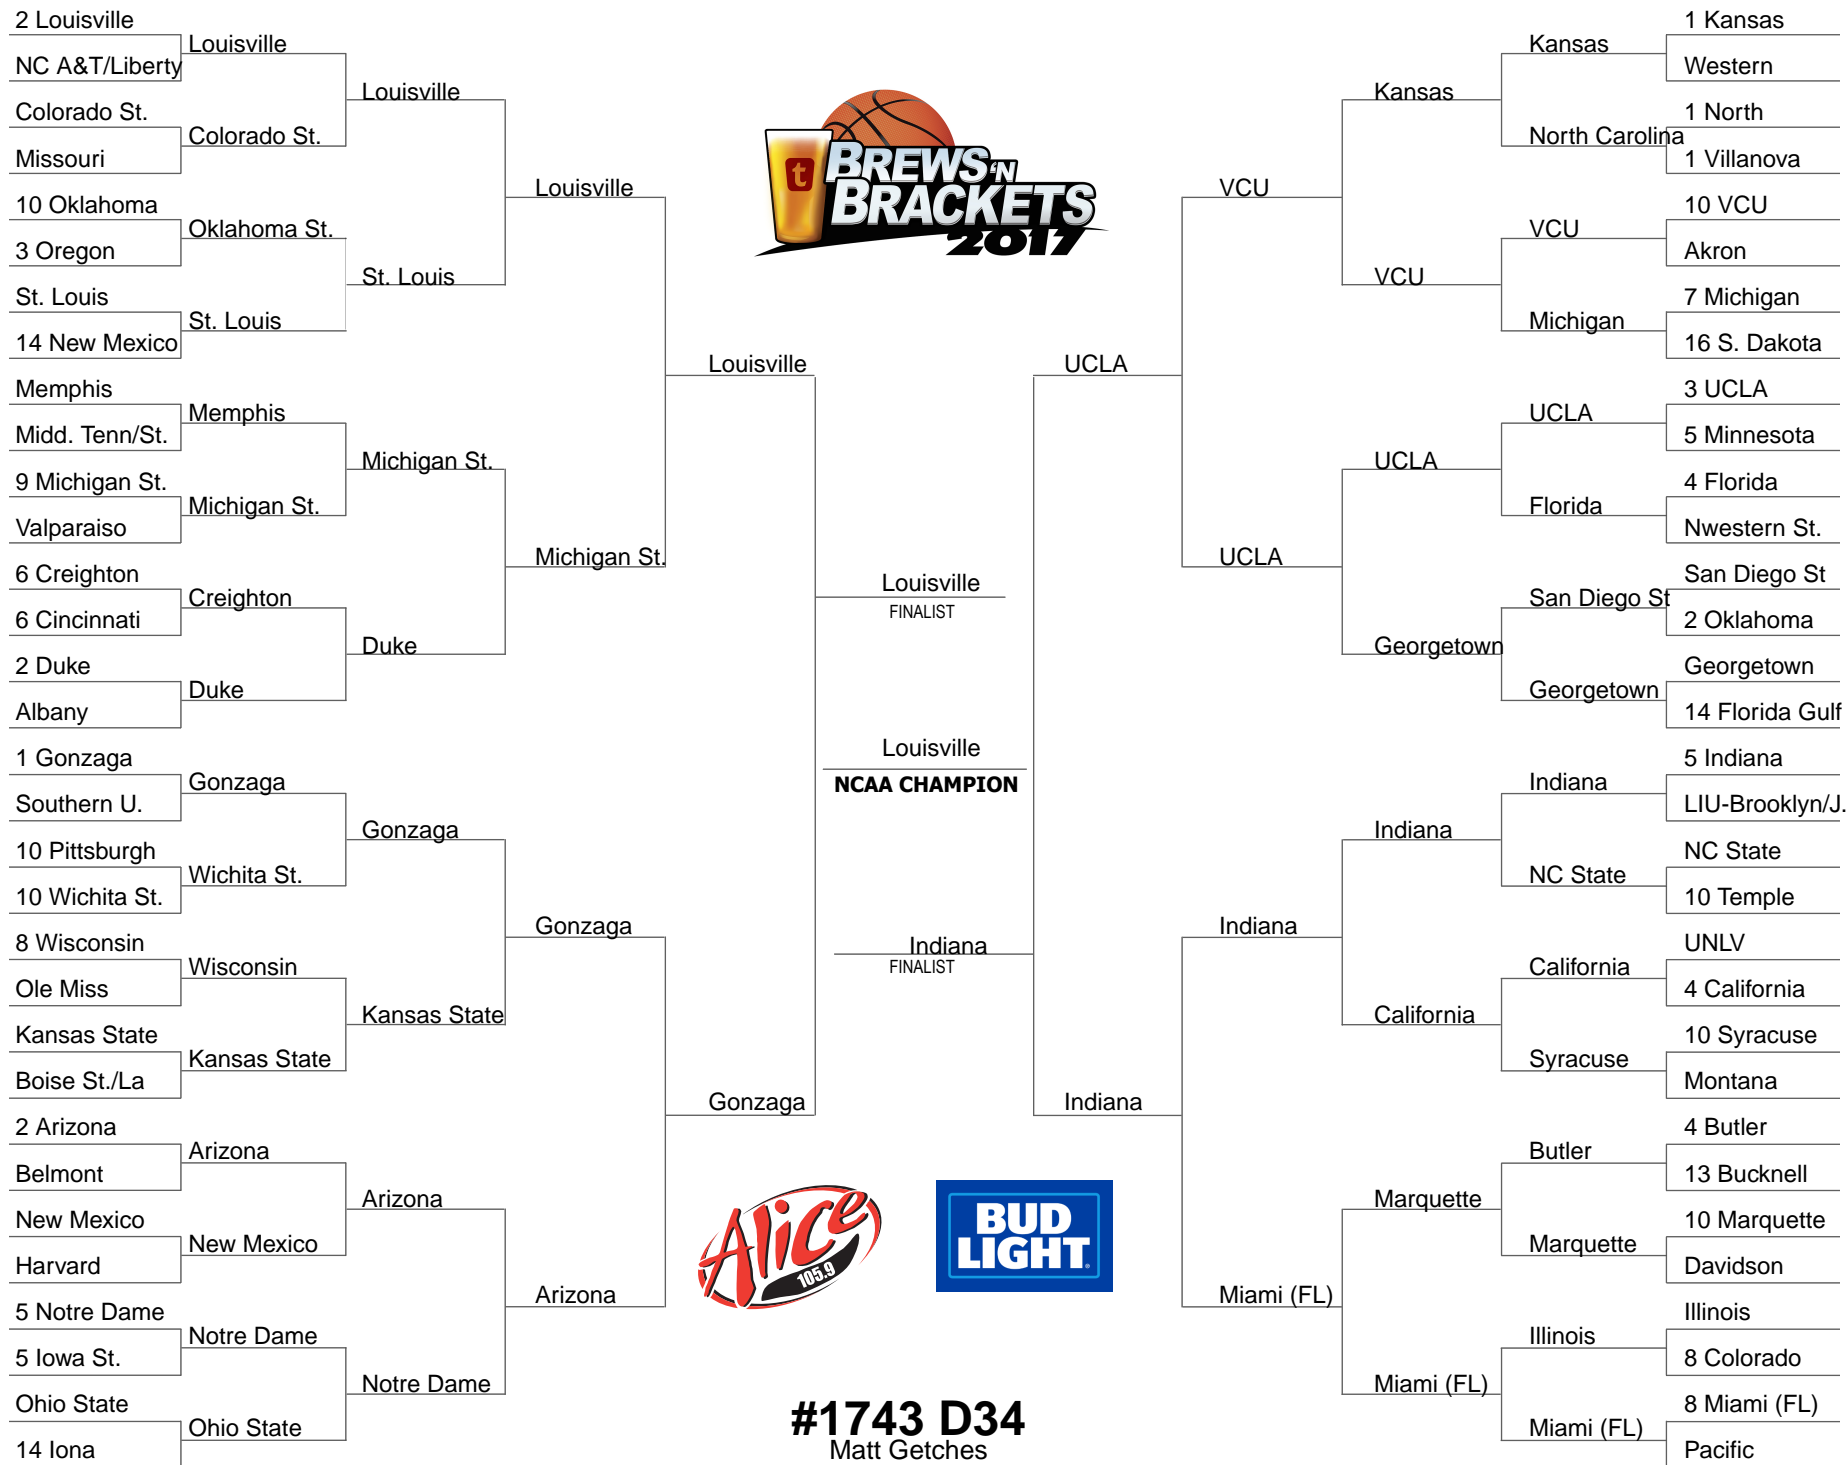 2 Louisville
NC A&T/Liberty
Colorado St.
Missouri
10 Oklahoma
3 Oregon
St. Louis
14 New Mexico
Memphis
Midd. Tenn/St.
9 Michigan St.
Valparaiso
6 Creighton
6 Cincinnati
2 Duke
Albany
1 Gonzaga
Southern U.
10 Pittsburgh
10 Wichita St.
8 Wisconsin
Ole Miss
Kansas State
Boise St./La
2 Arizona
Belmont
New Mexico
Harvard
5 Notre Dame
5 Iowa St.
Ohio State
14 Iona
Louisville
Colorado St.
Oklahoma St.
St. Louis
Memphis
Michigan St.
Creighton
Duke
Gonzaga
Wichita St.
Wisconsin
Kansas State
Arizona
New Mexico
Notre Dame
Ohio State
Louisville
St. Louis
Michigan St.
Duke
Gonzaga
Kansas State
Arizona
Notre Dame
Louisville
Michigan St.
Gonzaga
Arizona
Louisville
Gonzaga
t
BREWS 'N
BRACKETS
2017
Louisville
FINALIST
Louisville
NCAA CHAMPION
Indiana
FINALIST
Alice
105.9
BUD
LIGHT
#1743 D34
Matt Getches
UCLA
Indiana
VCU
UCLA
Indiana
Miami (FL)
Kansas
VCU
UCLA
Georgetown
Indiana
California
Marquette
Miami (FL)
Kansas
North Carolina
VCU
Michigan
UCLA
Florida
San Diego St
Georgetown
Indiana
NC State
California
Syracuse
Butler
Marquette
Illinois
Miami (FL)
1 Kansas
Western
1 North
1 Villanova
10 VCU
Akron
7 Michigan
16 S. Dakota
3 UCLA
5 Minnesota
4 Florida
Nwestern St.
San Diego St
2 Oklahoma
Georgetown
14 Florida Gulf
5 Indiana
LIU-Brooklyn/J.
NC State
10 Temple
UNLV
4 California
10 Syracuse
Montana
4 Butler
13 Bucknell
10 Marquette
Davidson
Illinois
8 Colorado
8 Miami (FL)
Pacific